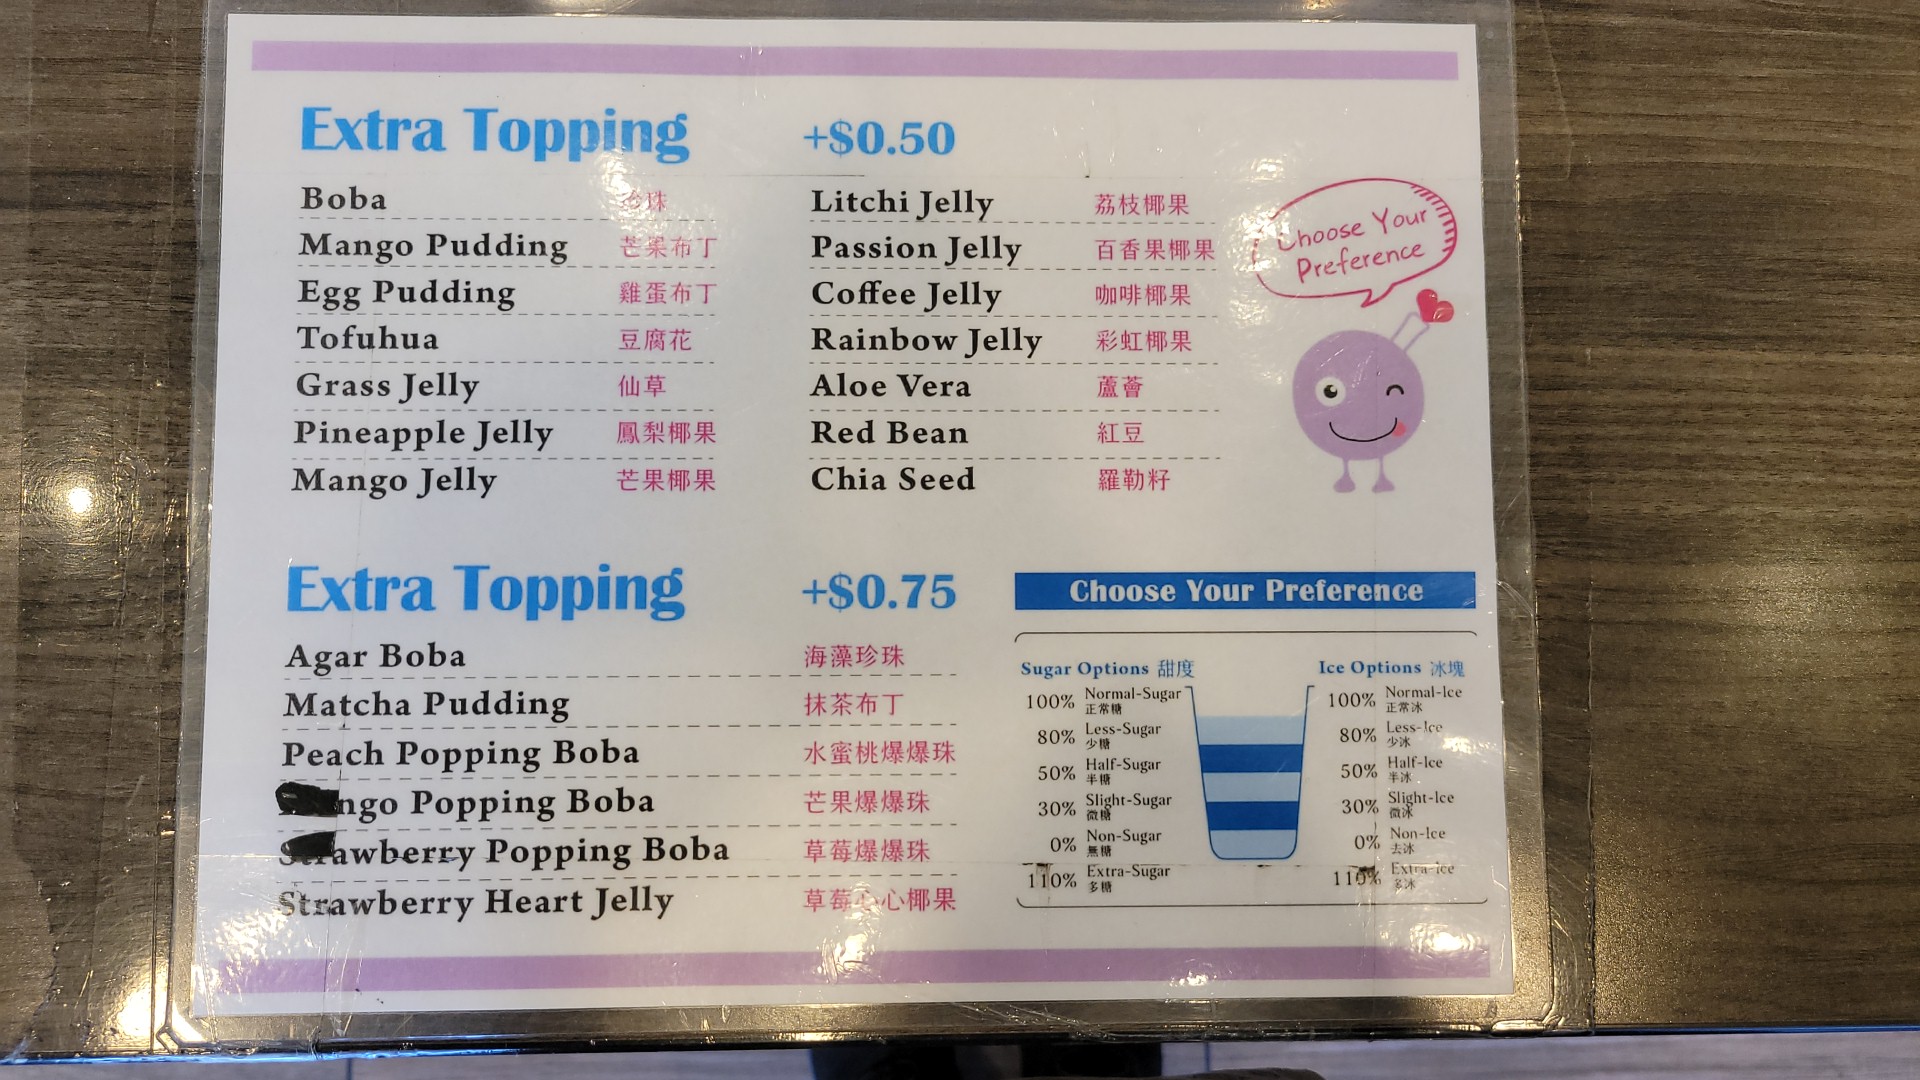 Extra Topping +$0.50
Boba 珍珠
Mango Pudding 芒果布丁
Egg Pudding 雞蛋布丁
Tofuhua 豆腐花
Grass Jelly 仙草
Pineapple Jelly 鳳梨椰果
Mango Jelly 芒果椰果
Litchi Jelly 荔枝椰果
Passion Jelly 百香果椰果
Coffee Jelly 咖啡椰果
Rainbow Jelly 彩虹椰果
Aloe Vera 蘆薈
Red Bean 紅豆
Chia Seed 羅勒籽
Choose Your
Preference
Extra Topping +$0.75
Agar Boba 海藻珍珠
Matcha Pudding 抹茶布丁
Peach Popping Boba 水蜜桃爆爆珠
ngo Popping Boba 芒果爆爆珠
Strawberry Popping Boba 草莓爆爆珠
Strawberry Heart Jelly 草莓心心椰果
Choose Your Preference
Sugar Options 甜度
100% Normal-Sugar
正常糖
80% Less-Sugar
少糖
50% Half-Sugar
半糖
30% Slight-Sugar
微糖
0% Non-Sugar
無糖
110% Extra-Sugar
多糖
Ice Options 冰塊
100% Normal-Ice
正常冰
80% Less-Ice
少冰
50% Half-Ice
半冰
30% Slight-Ice
微冰
0% Non-Ice
去冰
110% Extra-Ice
多冰